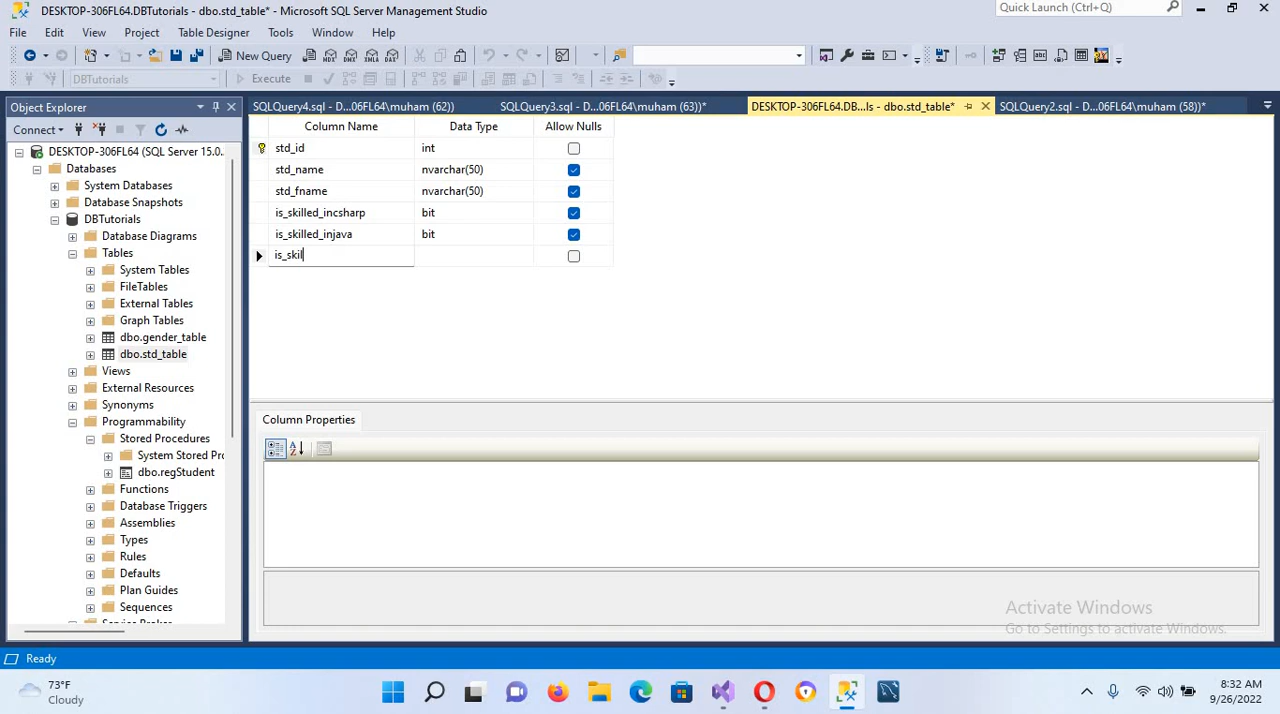 DESKTOP-306FL64.DBTutorials - dbo.std_table* - Microsoft SQL Server Management Studio
Quick Launch (Ctrl+Q)
File Edit View Project Table Designer Tools Window Help
New Query
DBTutorials Execute
Object Explorer
SQLQuery4.sql - D...06FL64\muham (62)) SQLQuery3.sql - D...06FL64\muham (63))* DESKTOP-306FL64.DB...ls - dbo.std_table* SQLQuery2.sql - D...06FL64\muham (58))*
Connect
Column Name Data Type Allow Nulls
std_id int
std_name nvarchar(50)
std_fname nvarchar(50)
is_skilled_incsharp bit
is_skilled_injava bit
is_skil
DESKTOP-306FL64 (SQL Server 15.0...
Databases
System Databases
Database Snapshots
DBTutorials
Database Diagrams
Tables
System Tables
FileTables
External Tables
Graph Tables
dbo.gender_table
dbo.std_table
Views
External Resources
Synonyms
Programmability
Stored Procedures
System Stored Pro
dbo.regStudent
Functions
Database Triggers
Assemblies
Types
Rules
Defaults
Plan Guides
Sequences
Column Properties
Activate Windows
Go to Settings to activate Windows.
Ready
73°F
Cloudy
8:32 AM
9/26/2022